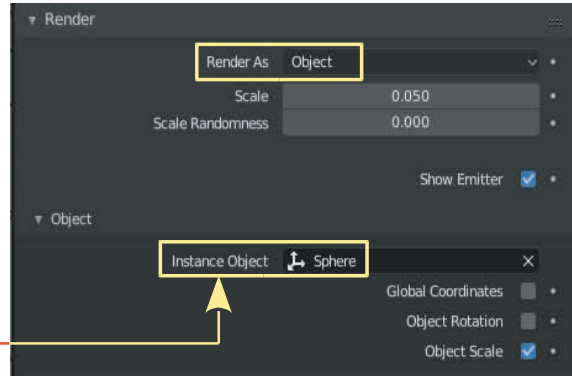 Render
Render As Object
Scale 0.050
Scale Randomness 0.000
Show Emitter
Object
Instance Object Sphere
Global Coordinates
Object Rotation
Object Scale